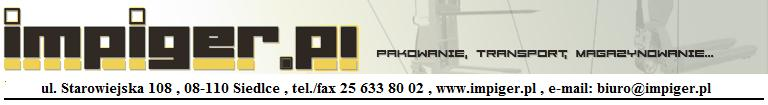 impiger.pl
PAKOWANIE, TRANSPORT, MAGAZYNOWANIE...
ul. Starowiejska 108 , 08-110 Siedlce , tel./fax 25 633 80 02 , www.impiger.pl , e-mail: biuro@impiger.pl